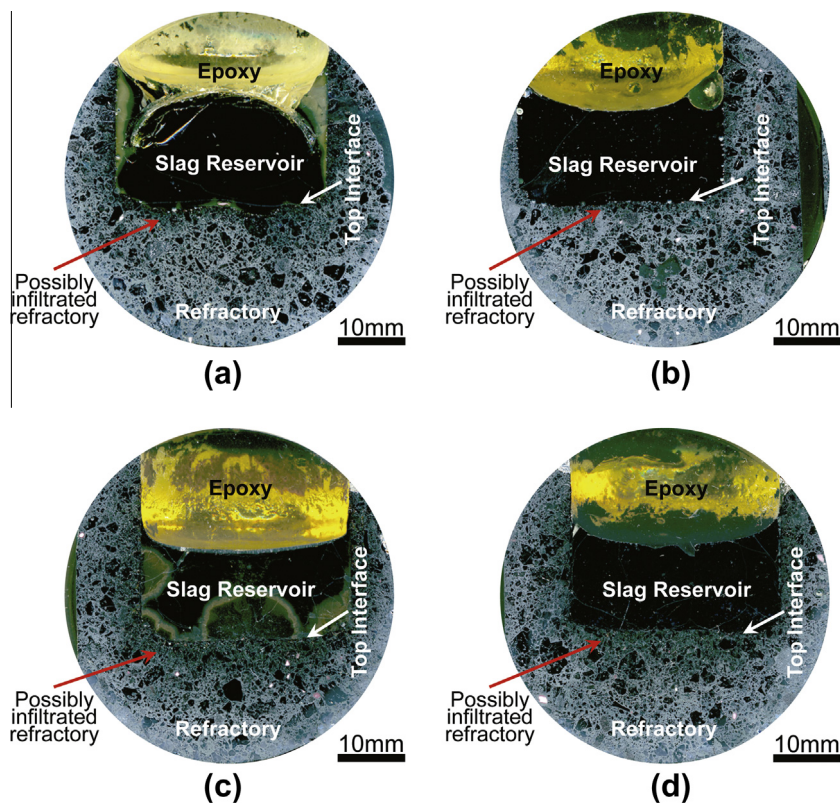 Epoxy
Slag Reservoir
Top Interface
Possibly
infiltrated
refractory
Refractory
10mm
(a)
Epoxy
Slag Reservoir
Top Interface
Possibly
infiltrated
refractory
Refractory
10mm
(b)
Epoxy
Slag Reservoir
Top Interface
Possibly
infiltrated
refractory
Refractory
10mm
(c)
Epoxy
Slag Reservoir
Top Interface
Possibly
infiltrated
refractory
Refractory
10mm
(d)